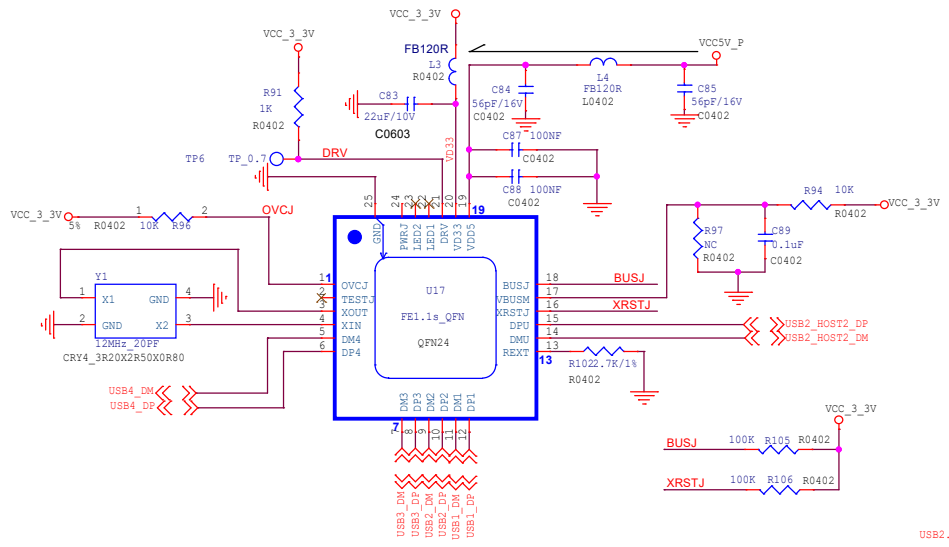 VCC_3_3V
VCC_3_3V
FB120R
L3
R0402
VCC5V_P
C84
56pF/16V
C0402
L4
FB120R
L0402
C85
56pF/16V
C0402
R91
1K
R0402
C83
22uF/10V
C0603
C87 100NF
C0402
C88 100NF
C0402
TP6
TP_0.7
DRV
VD33
OVCJ
VCC_3_3V
5%
R0402
1
10K
R96
2
25
24
23
22
21
20
19
19
GND
PWRJ
LED2
LED1
DRV
VD33
VDD5
R94 10K
R0402
VCC_3_3V
R97
NC
R0402
C89
0.1uF
C0402
Y1
1
X1
GND
4
2
GND
X2
3
12MHz_20PF
CRY4_3R20X2R50X0R80
1
1
OVCJ
2
TESTJ
3
XOUT
4
XIN
5
DM4
6
DP4
U17
FE1.1s_QFN
QFN24
BUSJ
18
BUSJ
VBUSM
17
XRSTJ
16
XRSTJ
DPU
15
USB2_HOST2_DP
DMU
14
USB2_HOST2_DM
REXT
13
13
R102
2.7K/1%
R0402
USB4_DM
USB4_DP
DM3
DP3
DM2
DP2
DM1
DP1
7
7
8
9
10
11
12
USB3_DM
USB3_DP
USB2_DM
USB2_DP
USB1_DM
USB1_DP
VCC_3_3V
BUSJ
100K R105 R0402
XRSTJ
100K R106 R0402
USB2.